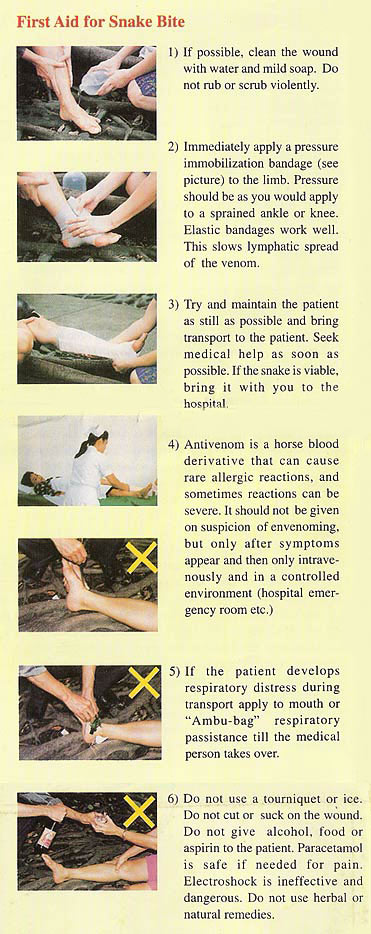 First Aid for Snake Bite
1) If possible, clean the wound
with water and mild soap. Do
not rub or scrub violently.
2) Immediately apply a pressure
immobilization bandage (see
picture) to the limb. Pressure
should be as you would apply
to a sprained ankle or knee.
Elastic bandages work well.
This slows lymphatic spread
of the venom.
3) Try and maintain the patient
as still as possible and bring
transport to the patient. Seek
medical help as soon as
possible. If the snake is viable,
bring it with you to the
hospital.
4) Antivenom is a horse blood
derivative that can cause
rare allergic reactions, and
sometimes reactions can be
severe. It should not be given
on suspicion of envenoming,
but only after symptoms
appear and then only intrave-
nously and in a controlled
environment (hospital emer-
gency room etc.)
5) If the patient develops
respiratory distress during
transport apply to mouth or
“Ambu-bag” respiratory
passistance till the medical
person takes over.
6) Do not use a tourniquet or ice.
Do not cut or suck on the wound.
Do not give alcohol, food or
aspirin to the patient. Paracetamol
is safe if needed for pain.
Electroshock is ineffective and
dangerous. Do not use herbal or
natural remedies.